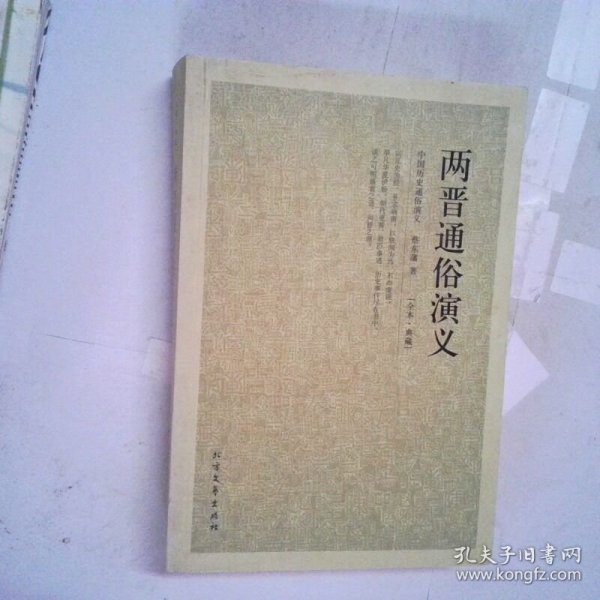 两晋通俗演义
中国历史通俗演义 蔡东藩 著
[全本·典藏]
北方文艺出版社
孔夫子旧书网
www.kongfz.com